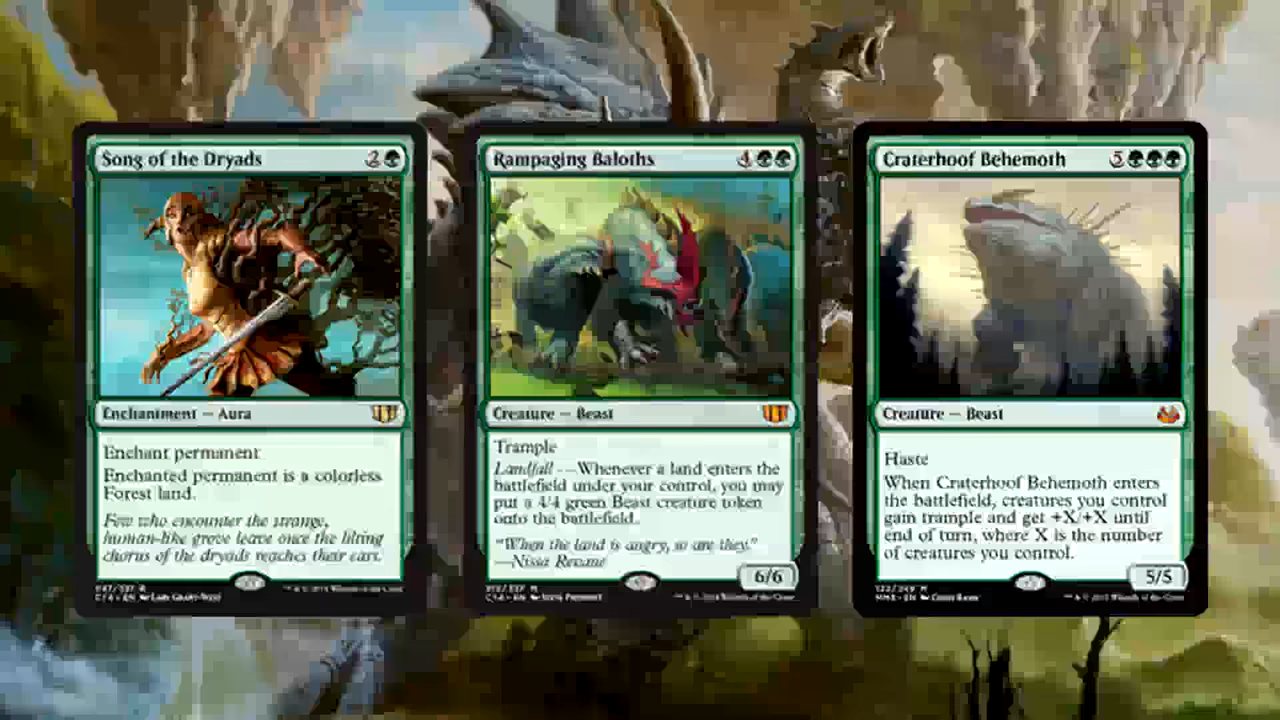 Song of the Dryads 2
Enchantment — Aura
Enchant permanent
Enchanted permanent is a colorless
Forest land.
Few who encounter the strange,
human-like grove leave once the lilting
chorus of the dryads reaches their ears.
Rampaging Baloths 4
Creature — Beast
Trample
Landfall — Whenever a land enters the
battlefield under your control, you may
put a 4/4 green Beast creature token
onto the battlefield.
"When the land is angry, so are they."
—Nissa Revane
6/6
Craterhoof Behemoth 5
Creature — Beast
Haste
When Craterhoof Behemoth enters
the battlefield, creatures you control
gain trample and get +X/+X until
end of turn, where X is the number
of creatures you control.
5/5